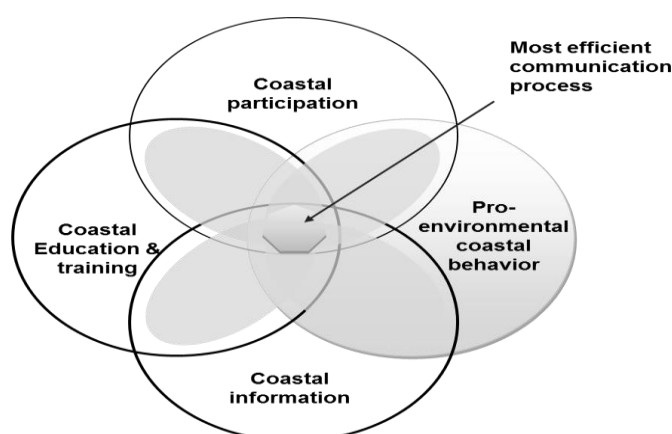 Most efficient
communication
process
Coastal
participation
Coastal
Education &
training
Pro-
environmental
coastal
behavior
Coastal
information